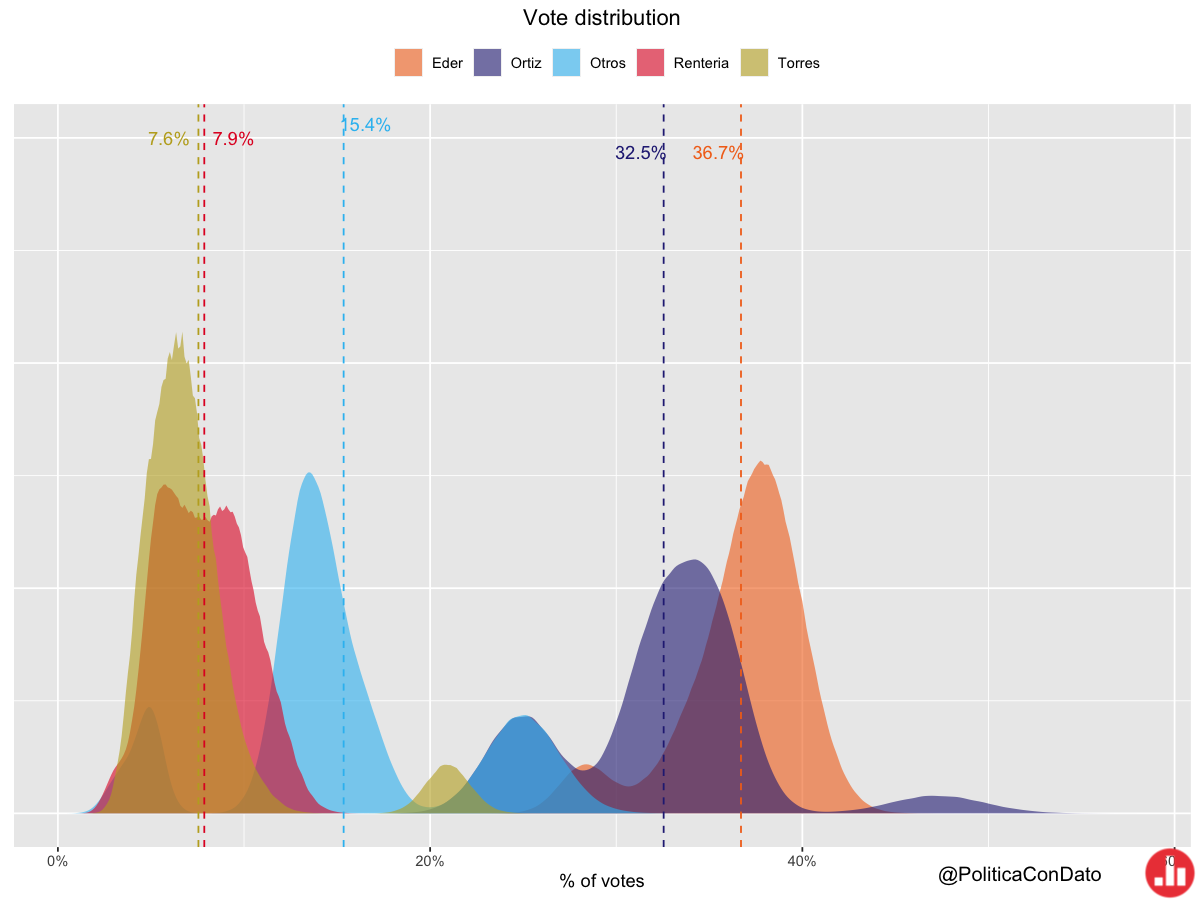 Vote distribution
Eder Ortiz Otros Renteria Torres
15.4%
7.6% 7.9%
32.5% 36.7%
0% 20% 40% 60%
% of votes
@PoliticaConDato